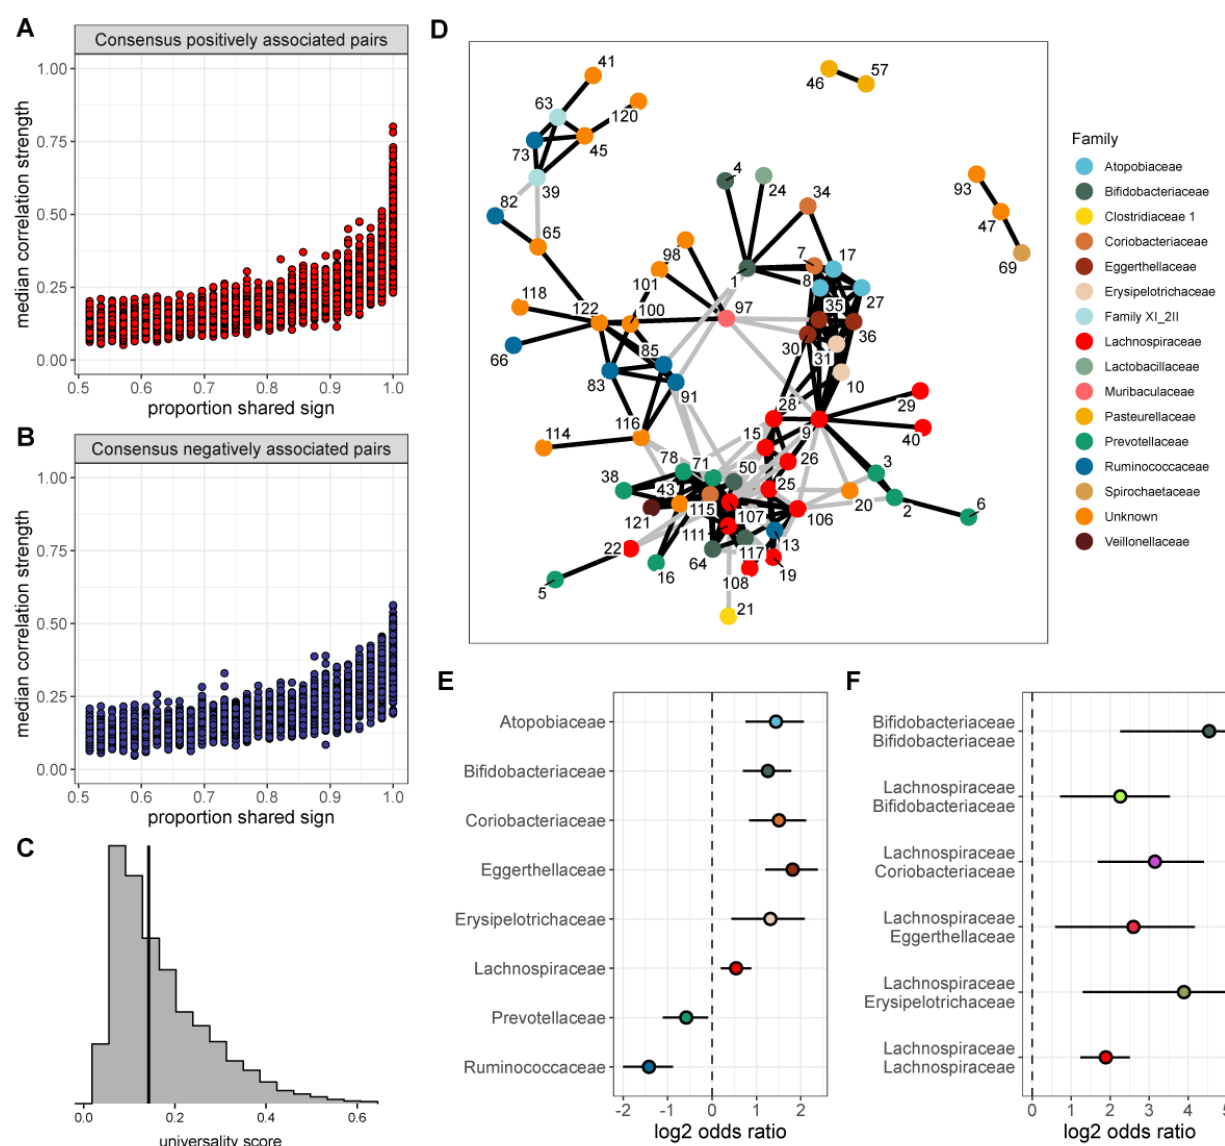 A
Consensus positively associated pairs
1.00
0.75
0.50
0.25
0.00
median correlation strength
0.5 0.6 0.7 0.8 0.9 1.0
proportion shared sign
B
Consensus negatively associated pairs
1.00
0.75
0.50
0.25
0.00
median correlation strength
0.5 0.6 0.7 0.8 0.9 1.0
proportion shared sign
C
0.0 0.2 0.4 0.6
universality score
D
41
46
57
63
120
73
45
4
24
34
93
39
82
47
65
98
7
17
69
1
8
27
118
122
101
100
97
35
36
66
85
30
31
83
91
10
28
29
116
9
40
114
15
78
71
50
26
3
38
43
25
20
2
6
121
115
107
106
22
111
13
5
16
64
117
19
108
21
Family
Atopobiaceae
Bifidobacteriaceae
Clostridiaceae 1
Coriobacteriaceae
Eggerthellaceae
Erysipelotrichaceae
Family XI_2II
Lachnospiraceae
Lactobacillaceae
Muribaculaceae
Pasteurellaceae
Prevotellaceae
Ruminococcaceae
Spirochaetaceae
Unknown
Veillonellaceae
E
Atopobiaceae
Bifidobacteriaceae
Coriobacteriaceae
Eggerthellaceae
Erysipelotrichaceae
Lachnospiraceae
Prevotellaceae
Ruminococcaceae
-2 -1 0 1 2
log2 odds ratio
F
Bifidobacteriaceae
Bifidobacteriaceae
Lachnospiraceae
Bifidobacteriaceae
Lachnospiraceae
Coriobacteriaceae
Lachnospiraceae
Eggerthellaceae
Lachnospiraceae
Erysipelotrichaceae
Lachnospiraceae
Lachnospiraceae
0 1 2 3 4 5
log2 odds ratio